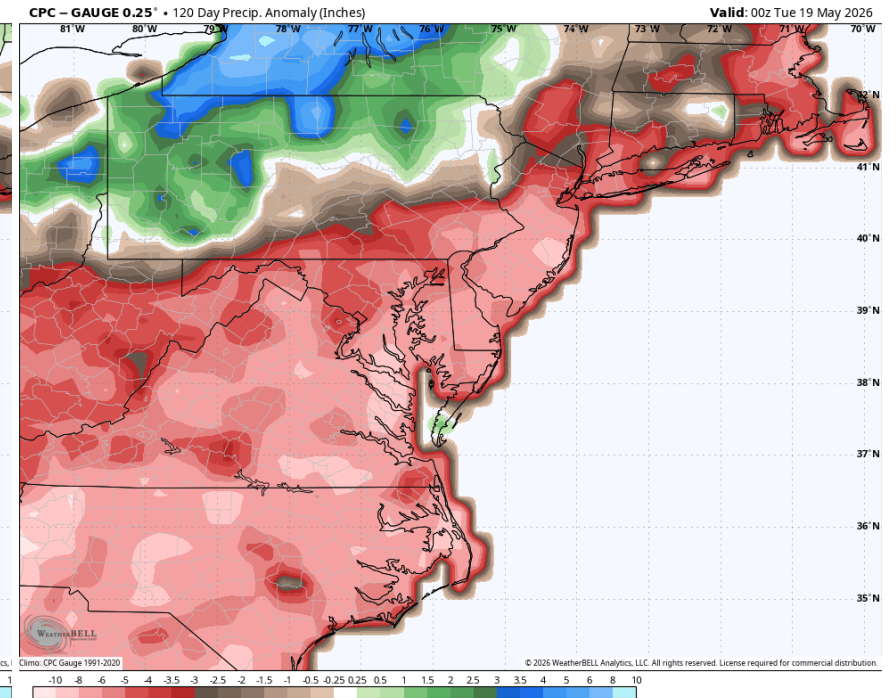 CPC − GAUGE 0.25° • 120 Day Precip. Anomaly (Inches)
Valid: 00z Tue 19 May 2026
81°W 80°W 79°W 78°W 77°W 76°W 75°W 74°W 73°W 72°W 71°W 70°W
42°N
41°N
40°N
39°N
38°N
37°N
36°N
35°N
WEATHERBELL
cs, Climo: CPC Gauge 1991-2020
© 2026 WeatherBELL Analytics, LLC. All rights reserved. License required for commercial distribution.
1 -10 -8 -6 -5 -4 -3.5 -3 -2.5 -2 -1.5 -1 -0.5 -0.25 0.25 0.5 1 1.5 2 2.5 3 3.5 4 5 6 8 10